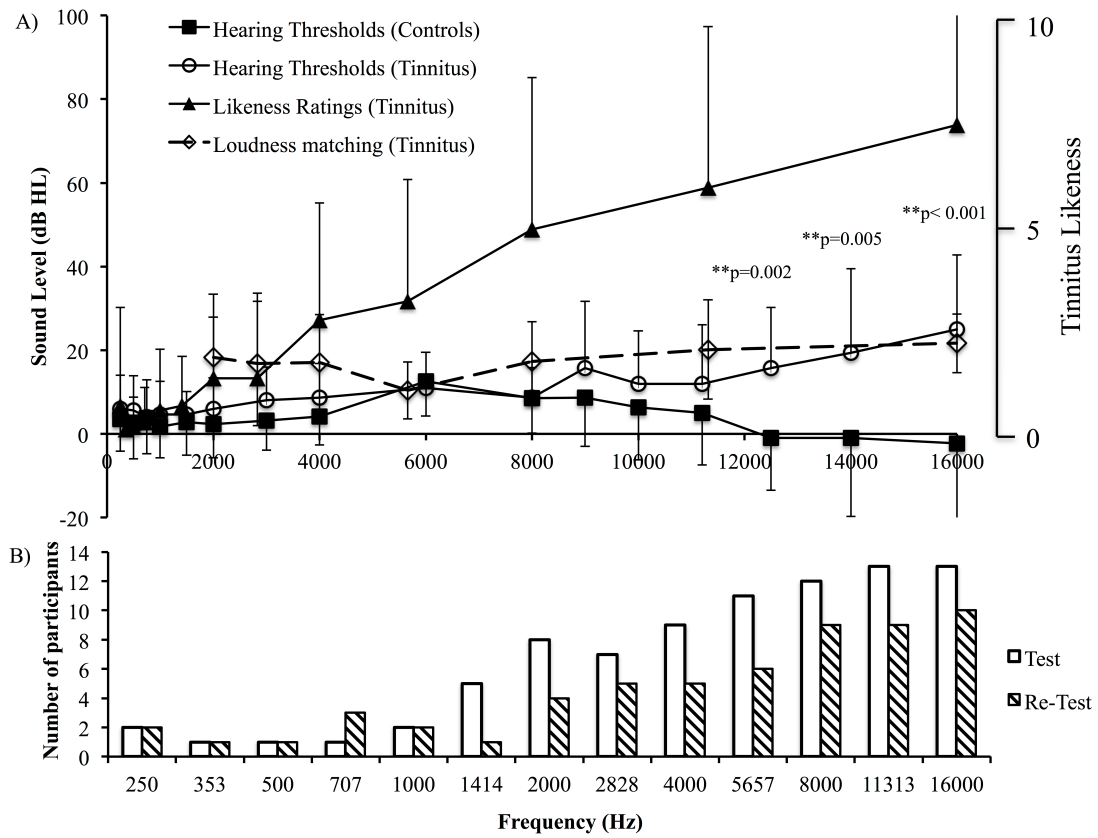 A)
Sound Level (dB HL)
100
80
60
40
20
0
-20
Hearing Thresholds (Controls)
Hearing Thresholds (Tinnitus)
Likeness Ratings (Tinnitus)
Loudness matching (Tinnitus)
**p=0.002
**p=0.005
**p< 0.001
10
5
0
Tinnitus Likeness
0 2000 4000 6000 8000 10000 12000 14000 16000
B)
Number of participants
14
12
10
8
6
4
2
0
Test
Re-Test
250 353 500 707 1000 1414 2000 2828 4000 5657 8000 11313 16000
Frequency (Hz)